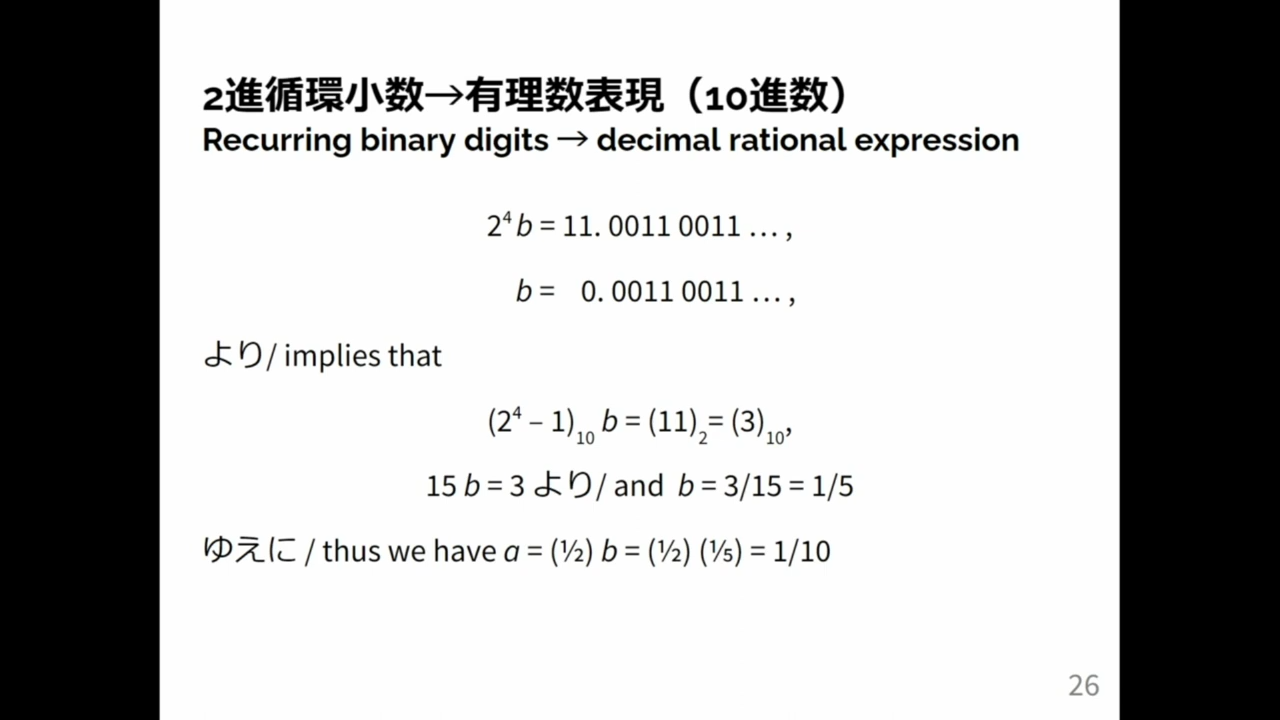 2進循環小数→有理数表現（10進数）
Recurring binary digits → decimal rational expression
2⁴ b = 11. 0011 0011 … ,
b = 0. 0011 0011 … ,
より/ implies that
(2⁴ – 1)₁₀ b = (11)₂= (3)₁₀,
15 b = 3 より/ and b = 3/15 = 1/5
ゆえに / thus we have a = (½) b = (½) (⅕) = 1/10
26